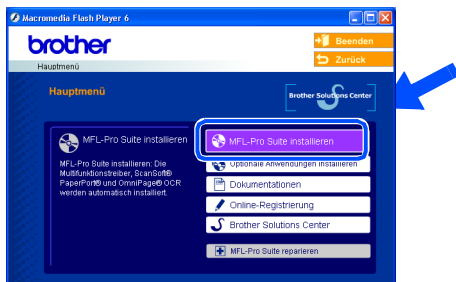 Macromedia Flash Player 6
brother
Beenden
Zurück
Hauptmenü
Hauptmenü
Brother Solutions Center
MFL-Pro Suite installieren
MFL-Pro Suite installieren: Die
Multifunktionstreiber, ScanSoft®
PaperPort® und OmniPage® OCR
werden automatisch installiert.
MFL-Pro Suite installieren
Optionale Anwendungen installieren
Dokumentationen
Online-Registrierung
Brother Solutions Center
MFL-Pro Suite reparieren